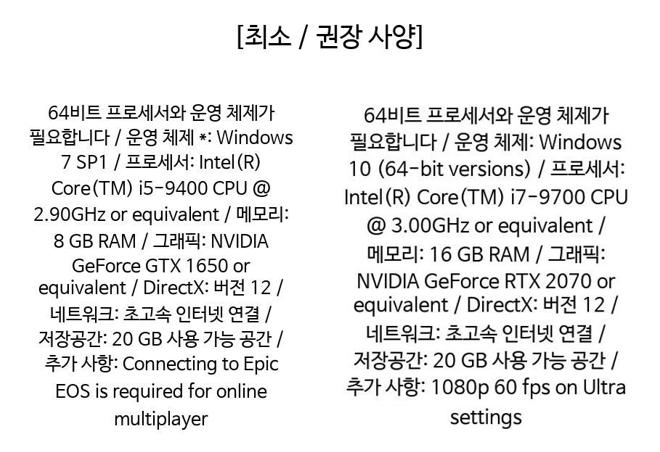 [최소 / 권장 사양]
64비트 프로세서와 운영 체제가
필요합니다 / 운영 체제 *: Windows
7 SP1 / 프로세서: Intel(R)
Core(TM) i5-9400 CPU @
2.90GHz or equivalent / 메모리:
8 GB RAM / 그래픽: NVIDIA
GeForce GTX 1650 or
equivalent / DirectX: 버전 12 /
네트워크: 초고속 인터넷 연결 /
저장공간: 20 GB 사용 가능 공간 /
추가 사항: Connecting to Epic
EOS is required for online
multiplayer
64비트 프로세서와 운영 체제가
필요합니다 / 운영 체제: Windows
10 (64-bit versions) / 프로세서:
Intel(R) Core(TM) i7-9700 CPU
@ 3.00GHz or equivalent /
메모리: 16 GB RAM / 그래픽:
NVIDIA GeForce RTX 2070 or
equivalent / DirectX: 버전 12 /
네트워크: 초고속 인터넷 연결 /
저장공간: 20 GB 사용 가능 공간 /
추가 사항: 1080p 60 fps on Ultra
settings